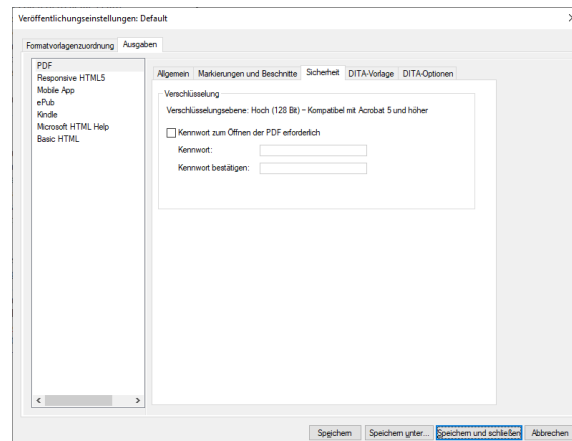 Veröffentlichungseinstellungen: Default
Formatvorlagenzuordnung Ausgaben
PDF
Responsive HTML5
Mobile App
ePub
Kindle
Microsoft HTML Help
Basic HTML
Allgemein Markierungen und Beschnitte Sicherheit DITA-Vorlage DITA-Optionen
Verschlüsselung
Verschlüsselungsebene: Hoch (128 Bit) – Kompatibel mit Acrobat 5 und höher
Kennwort zum Öffnen der PDF erforderlich
Kennwort:
Kennwort bestätigen:
Speichern Speichern unter... Speichern und schließen Abbrechen